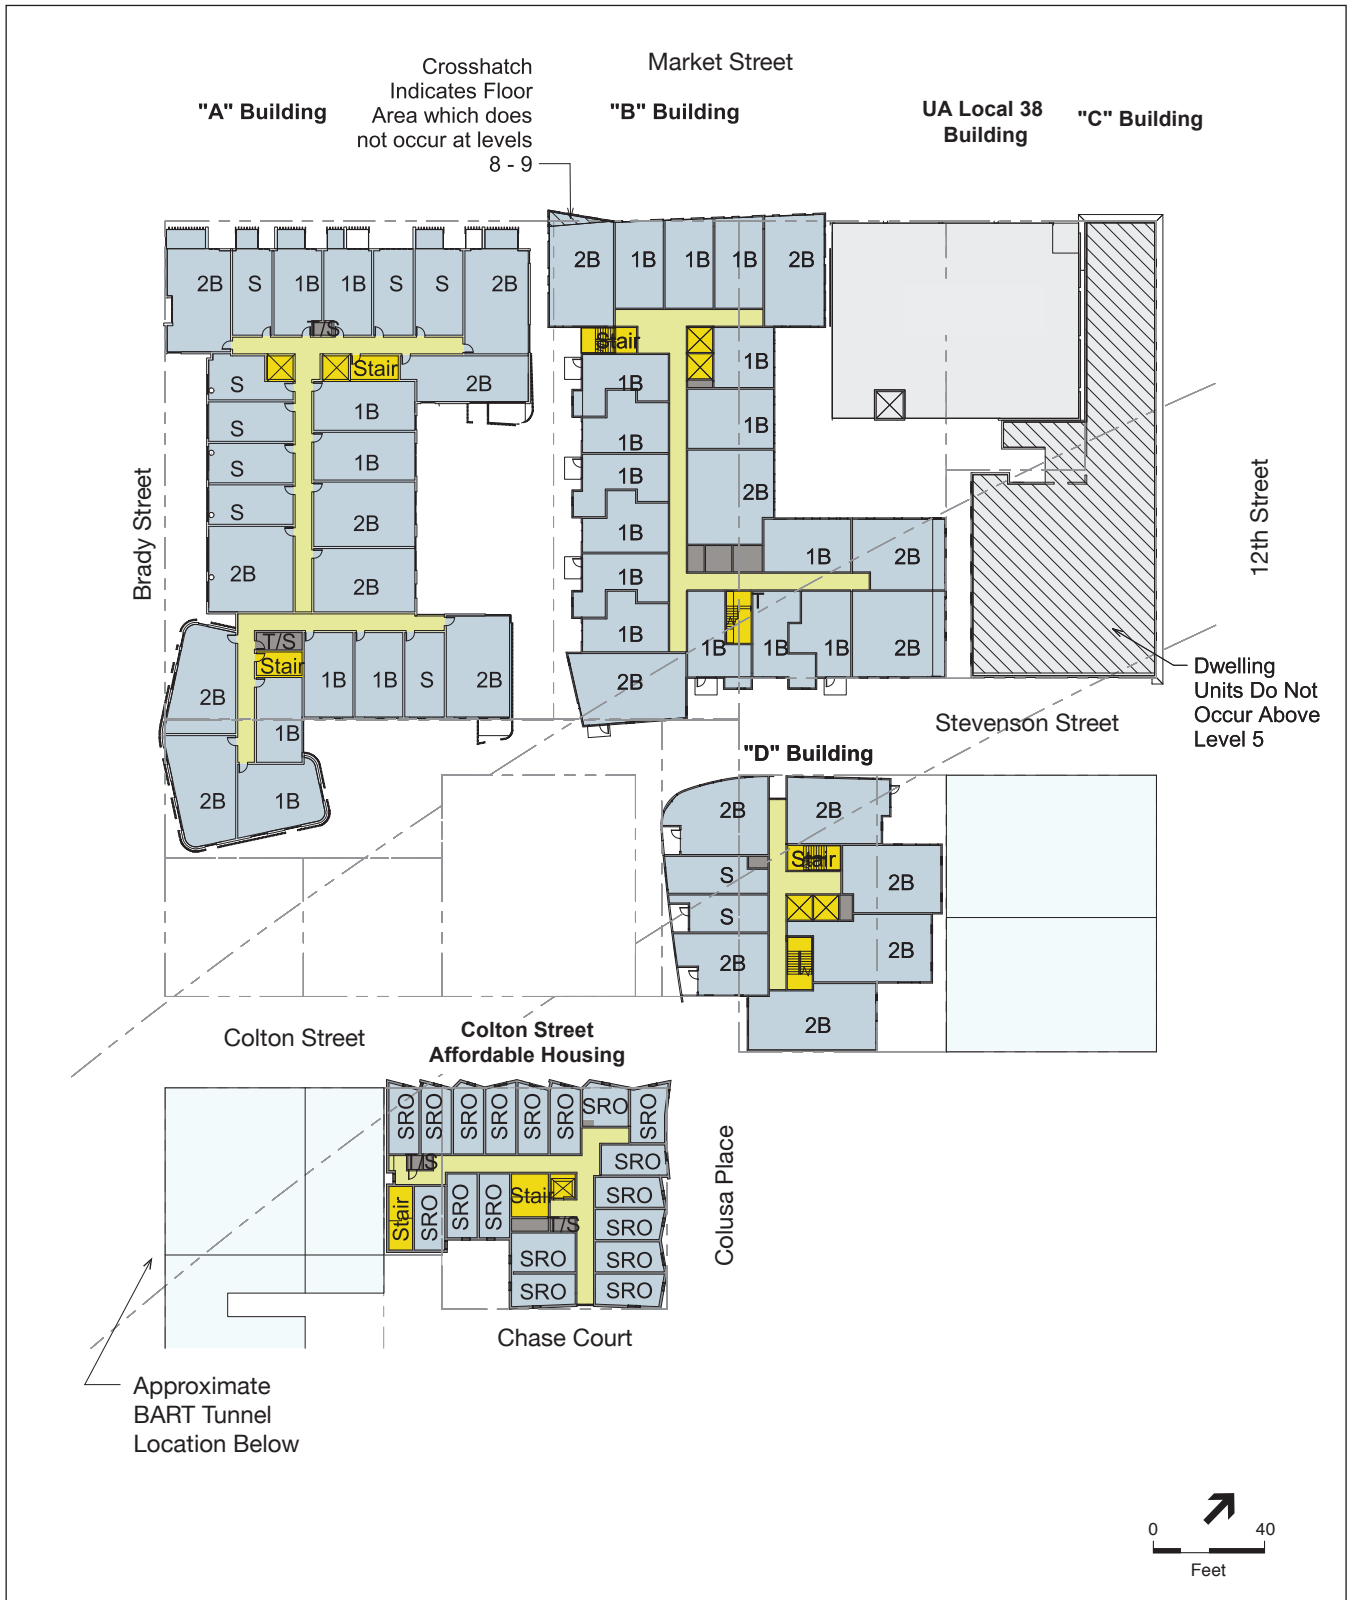 Market Street
Crosshatch
Indicates Floor
Area which does
not occur at levels
8 - 9
"A" Building
"B" Building
UA Local 38
Building
"C" Building
2B
S
1B
1B
S
S
2B
T/S
Stair
S
2B
1B
S
1B
S
S
2B
2B
2B
T/S
Stair
1B
1B
S
2B
2B
1B
2B
1B
2B
1B
1B
1B
2B
Stair
1B
1B
1B
1B
1B
2B
1B
1B
2B
1B
T
1B
1B
1B
1B
2B
2B
Brady Street
12th Street
Dwelling
Units Do Not
Occur Above
Level 5
Stevenson Street
"D" Building
2B
2B
Stair
S
2B
S
2B
2B
2B
Colton Street
Colton Street
Affordable Housing
SRO
SRO
SRO
SRO
SRO
SRO
SRO
SRO
T/S
SRO
Stair
SRO
SRO
SRO
Stair
SRO
T/S
SRO
SRO
SRO
SRO
SRO
Colusa Place
Chase Court
Approximate
BART Tunnel
Location Below
0 40
Feet